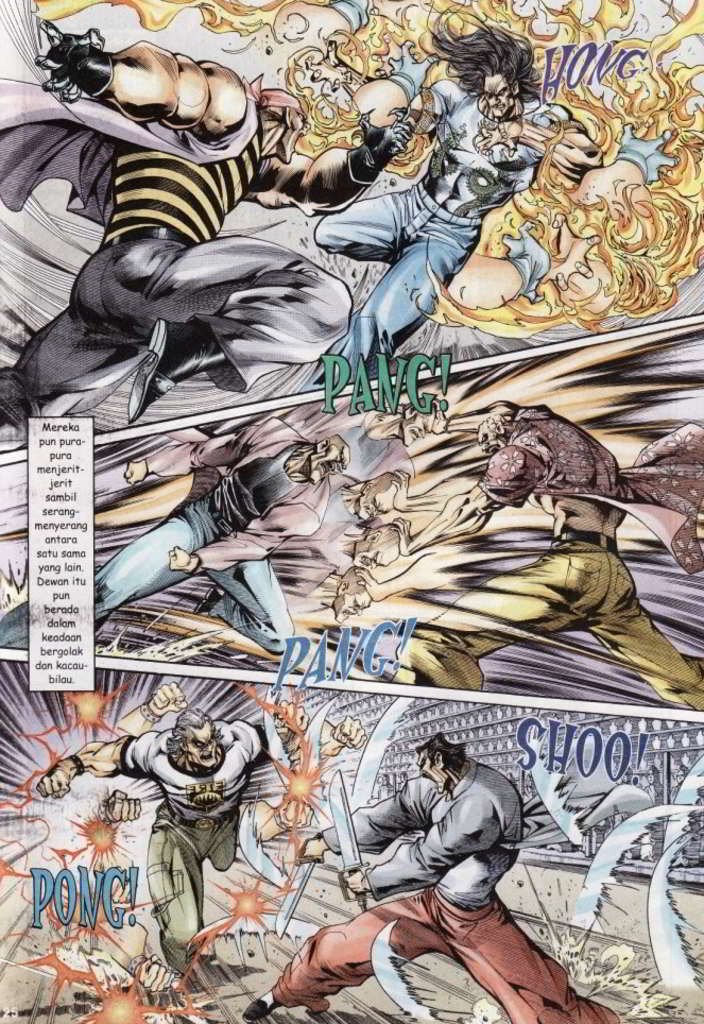 HONG
PANG!
Mereka
pun pura-
pura
menjerit-
jerit
sambil
serang-
menyerang
antara
satu sama
yang lain.
Dewan itu
pun
berada
dalam
keadaan
bergolak
dan kacau-
bilau.
PANG!
SHOO!
PONG!
25